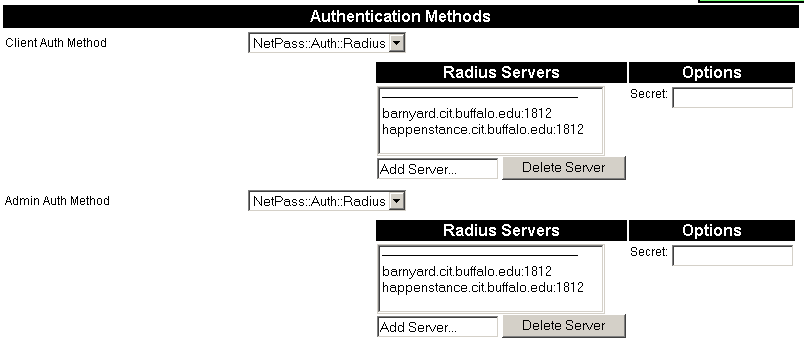 Authentication Methods
Client Auth Method NetPass::Auth::Radius
Radius Servers Options
Secret:
barnyard.cit.buffalo.edu:1812
happenstance.cit.buffalo.edu:1812
Add Server... Delete Server
Admin Auth Method NetPass::Auth::Radius
Radius Servers Options
Secret:
barnyard.cit.buffalo.edu:1812
happenstance.cit.buffalo.edu:1812
Add Server... Delete Server